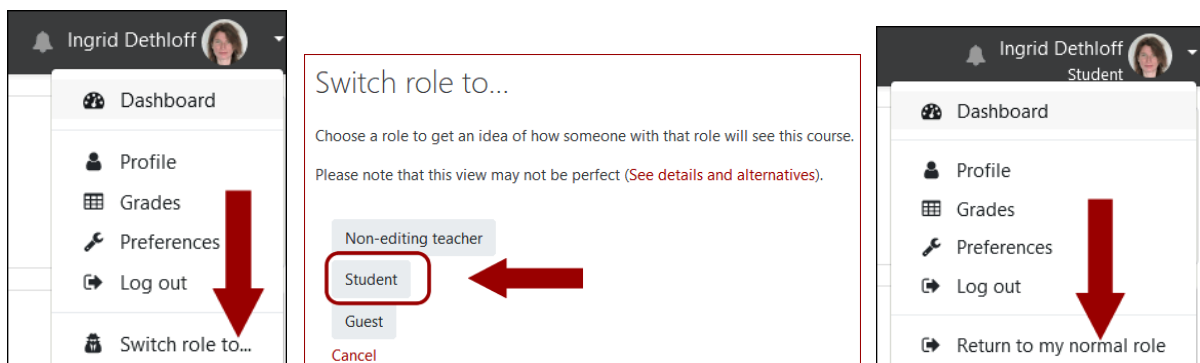 Ingrid Dethloff
Dashboard
Profile
Grades
Preferences
Log out
Switch role to...
Switch role to...
Choose a role to get an idea of how someone with that role will see this course.
Please note that this view may not be perfect (See details and alternatives).
Non-editing teacher
Student
Guest
Cancel
Ingrid Dethloff
Student
Dashboard
Profile
Grades
Preferences
Log out
Return to my normal role